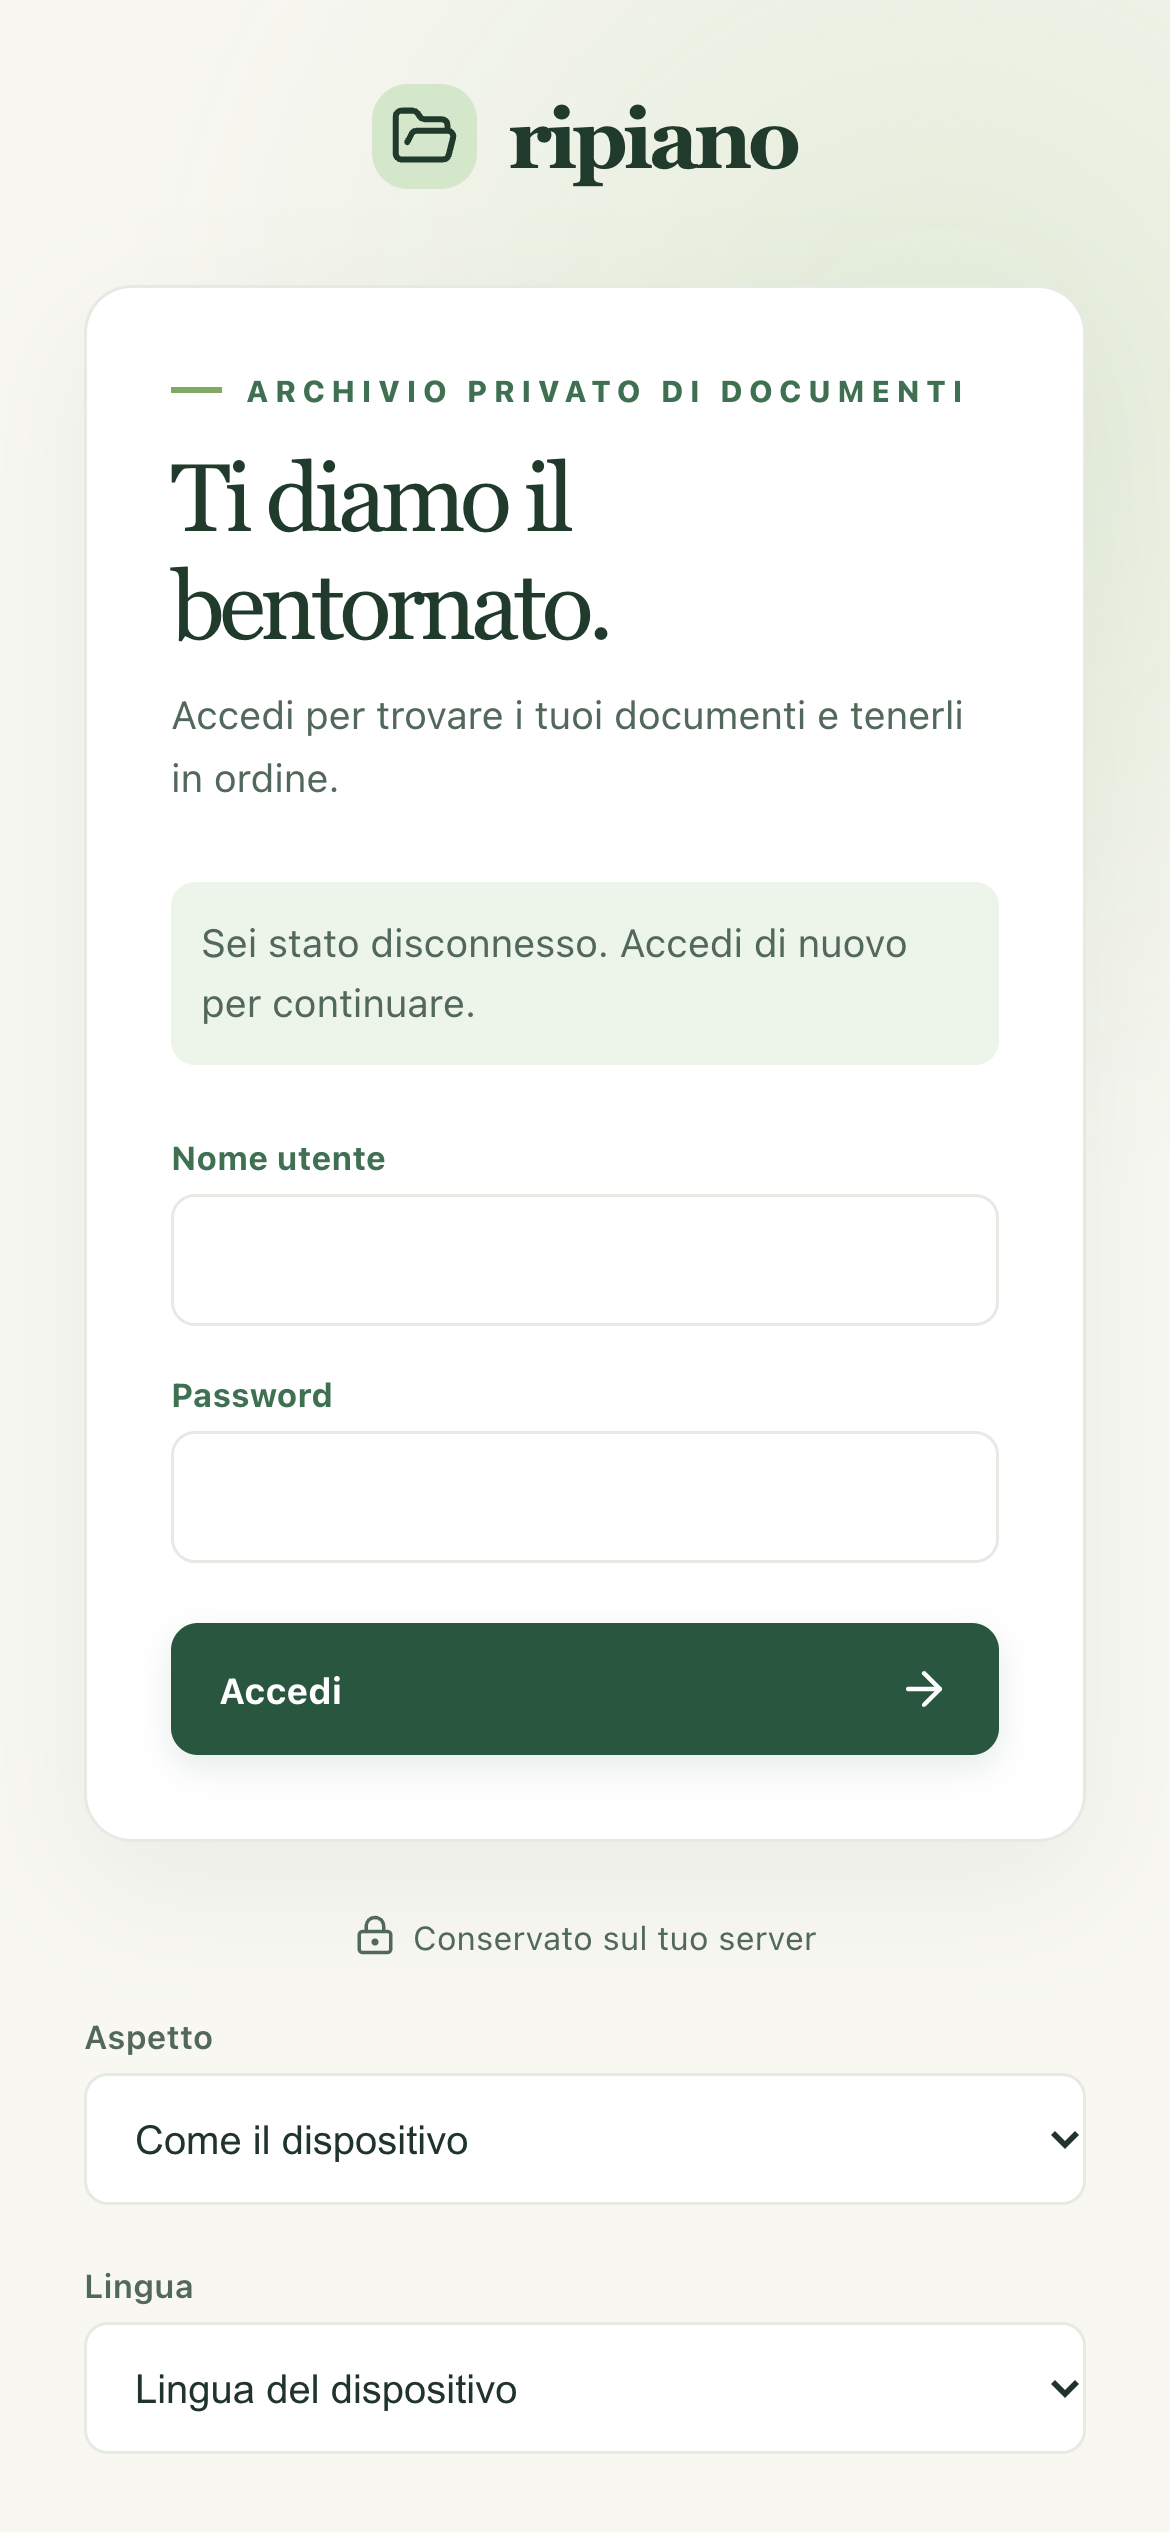 ripiano
ARCHIVIO PRIVATO DI DOCUMENTI
Ti diamo il
bentornato.
Accedi per trovare i tuoi documenti e tenerli
in ordine.
Sei stato disconnesso. Accedi di nuovo
per continuare.
Nome utente
Password
Accedi
Conservato sul tuo server
Aspetto
Come il dispositivo
Lingua
Lingua del dispositivo